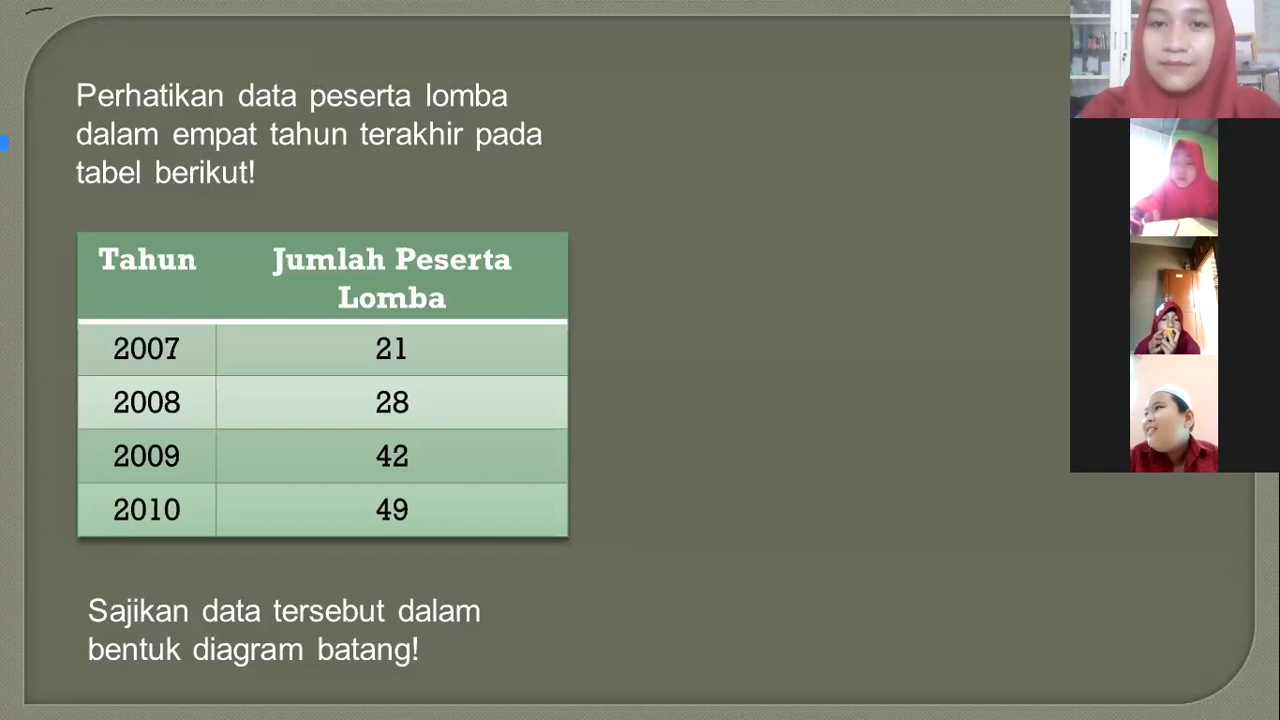 Perhatikan data peserta lomba
dalam empat tahun terakhir pada
tabel berikut!
Tahun Jumlah Peserta
Lomba
2007 21
2008 28
2009 42
2010 49
Sajikan data tersebut dalam
bentuk diagram batang!